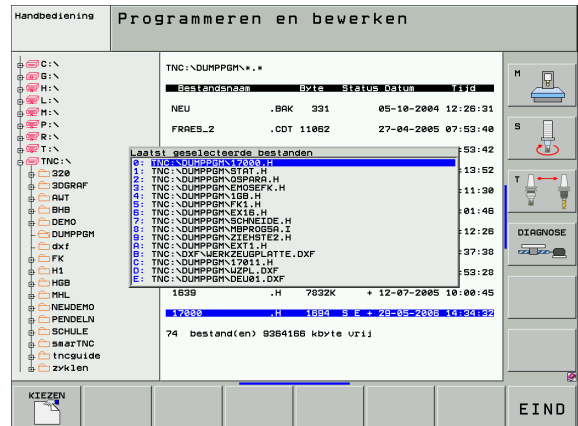 Handbediening
Programmeren en bewerken
C:\
G:\
H:\
L:\
M:\
P:\
R:\
T:\
TNC:\
320
3DGRAF
AWT
BHB
DEMO
DUMPPGM
dxf
FK
H1
HGB
MHL
NEWDEMO
PENDELN
SCHULE
smarTNC
tncguide
zyklen
TNC:\DUMPPGM\*.*
Bestandsnaam Byte Status Datum Tijd
NEU .BAK 331 05-10-2004 12:26:31
FRAES_2 .CDT 11062 27-04-2005 07:53:40
:53:42
Laatst geselecteerde bestanden
0: TNC:\DUMPPGM\17000.H
1: TNC:\DUMPPGM\STAT.H
2: TNC:\DUMPPGM\QSPARA.H
3: TNC:\DUMPPGM\EMOSEFK.H
4: TNC:\DUMPPGM\1GB.H
5: TNC:\DUMPPGM\FK1.H
6: TNC:\DUMPPGM\EX16.H
7: TNC:\DUMPPGM\SCHNEIDE.H
8: TNC:\DUMPPGM\MBPROG5A.I
9: TNC:\DUMPPGM\ZIEHSTE2.H
A: TNC:\DUMPPGM\EXT1.H
B: TNC:\DXF\WERKZEUGPLATTE.DXF
C: TNC:\DUMPPGM\17011.H
D: TNC:\DUMPPGM\WZPL.DXF
E: TNC:\DUMPPGM\DEU01.DXF
:13:52
:11:30
:01:46
:12:26
:37:38
:53:28
1639 .H 7832K + 12-07-2005 10:00:45
17000 .H 1694 S E + 29-05-2006 14:34:32
74 bestand(en) 9364166 kbyte vrij
M
S
T
DIAGNOSE
KIEZEN
EIND